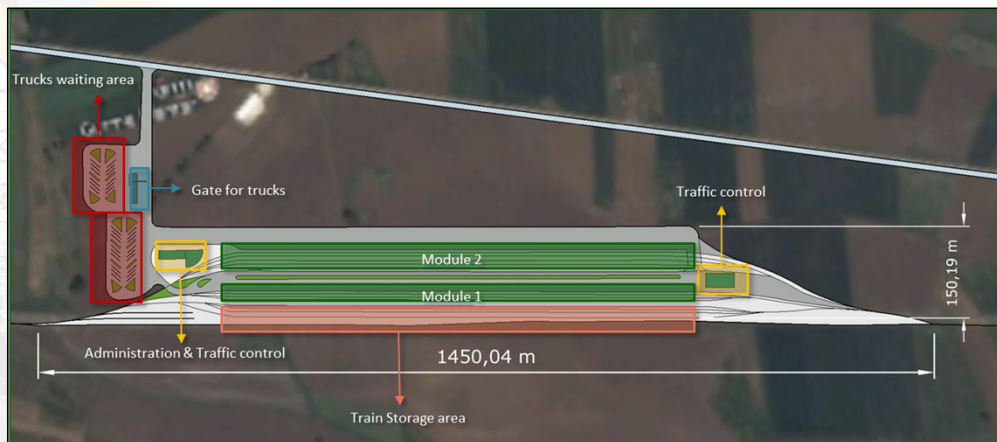 Trucks waiting area
Gate for trucks
Traffic control
Module 2
Module 1
150,19 m
Administration & Traffic control
1450,04 m
Train Storage area